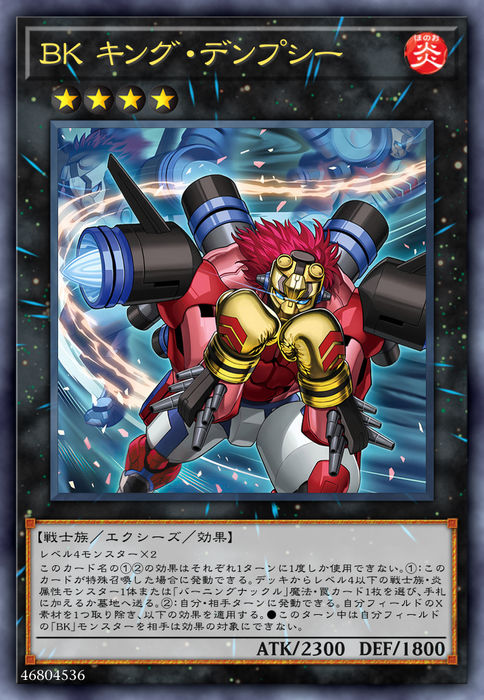 BK キング・デンプシー
ほのお
炎
【戦士族／エクシーズ／効果】
レベル4モンスター×2
このカード名の①②の効果はそれぞれ1ターンに1度しか使用できない。①：この
カードが特殊召喚した場合に発動できる。デッキからレベル4以下の戦士族・炎
属性モンスター1体または「バーニングナックル」魔法・罠カード1枚を選び、手札
に加えるか墓地へ送る。②：自分・相手ターンに発動できる。自分フィールドのX
素材を1つ取り除き、以下の効果を適用する。●このターン中は自分フィールド
の「BK」モンスターを相手は効果の対象にできない。
ATK/2300 DEF/1800
46804536